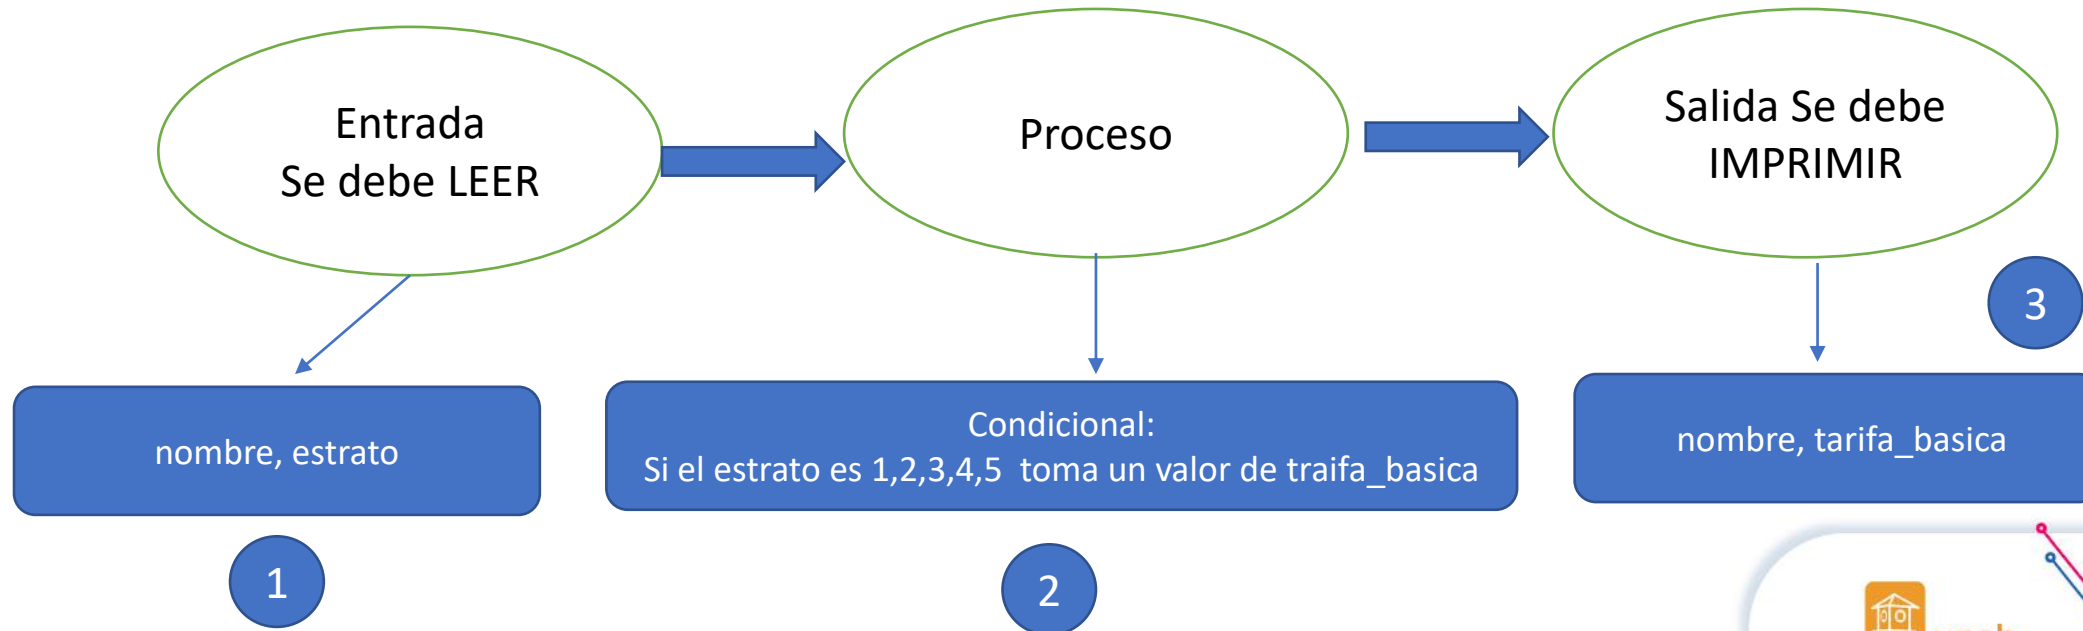 Entrada
Se debe LEER
Proceso
Salida Se debe
IMPRIMIR
3
nombre, estrato
Condicional:
Si el estrato es 1,2,3,4,5 toma un valor de traifa_basica
nombre, tarifa_basica
1
2